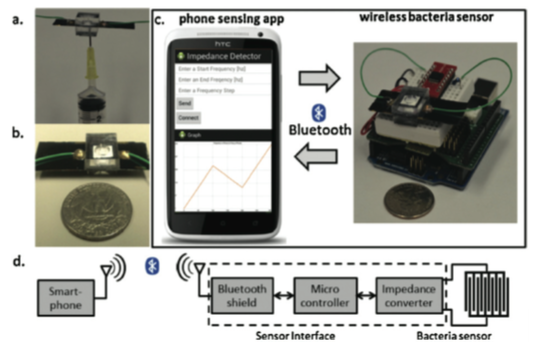 a.
c.
phone sensing app
wireless bacteria sensor
htc
Impedance Detector
Enter a Start Frequency [hz]
Enter an End Freqency [hz]
Enter a Frequency Step
Send
Connect
Graph
Bluetooth
b.
d.
Smart-
phone
Bluetooth
shield
Micro
controller
Impedance
converter
Sensor Interface
Bacteria sensor